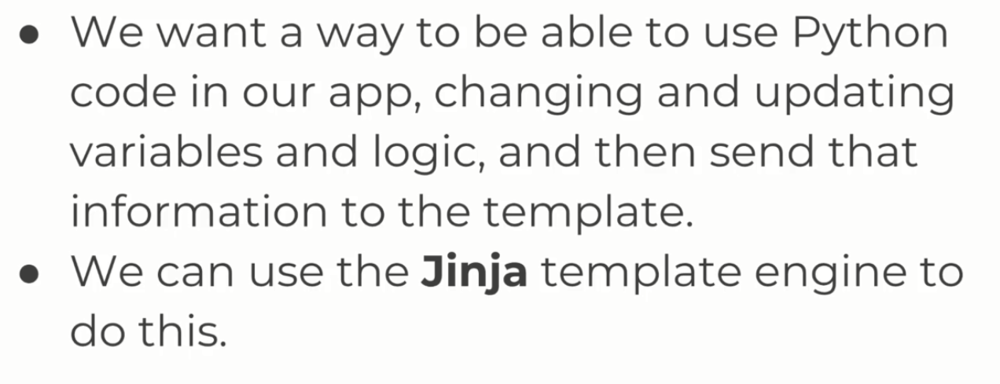 ● We want a way to be able to use Python
code in our app, changing and updating
variables and logic, and then send that
information to the template.
● We can use the Jinja template engine to
do this.